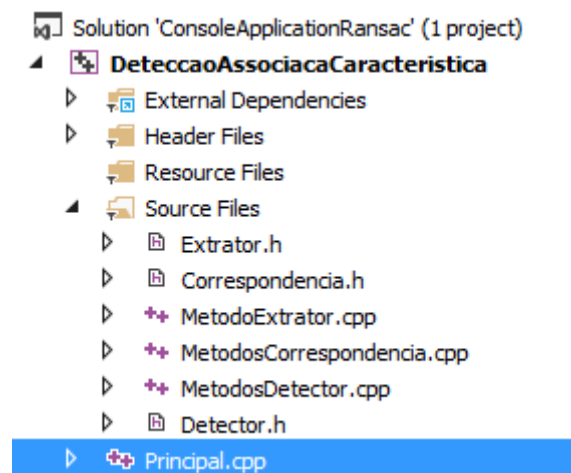 Solution 'ConsoleApplicationRansac' (1 project)
DeteccaoAssociacaCaracteristica
External Dependencies
Header Files
Resource Files
Source Files
Extrator.h
Correspondencia.h
MetodoExtrator.cpp
MetodosCorrespondencia.cpp
MetodosDetector.cpp
Detector.h
Principal.cpp